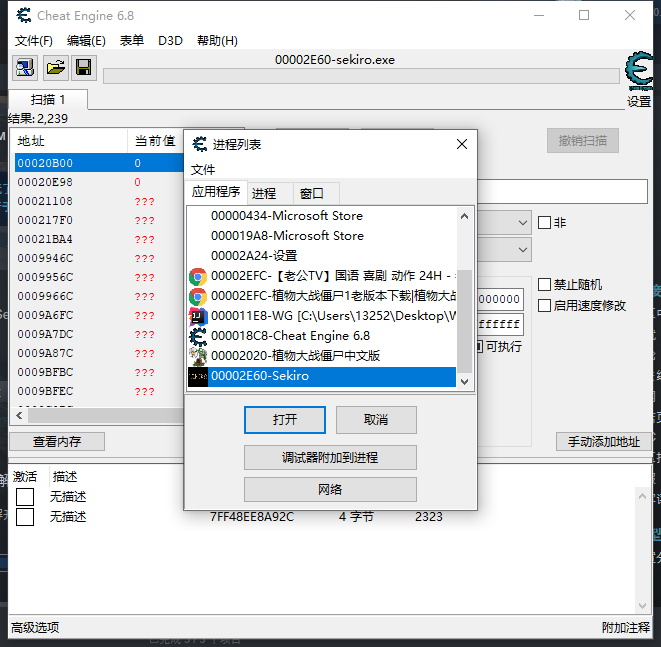 Cheat Engine 6.8
文件(F) 编辑(E) 表单 D3D 帮助(H)
00002E60-sekiro.exe
设置
扫描 1
结果: 2,239
地址 当前值
00020B00 0
00020E98 0
00021108 ???
000217F0 ???
00021BA4 ???
0009946C ???
0009956C ???
0009966C ???
0009A6FC ???
0009A7DC ???
0009A87C ???
0009BFBC ???
0009BFEC ???
撤销扫描
非
禁止随机
启用速度修改
000000
ffffff
可执行
查看内存
手动添加地址
进程列表
文件
应用程序 进程 窗口
00000434-Microsoft Store
000019A8-Microsoft Store
00002A24-设置
00002EFC-【老公TV】国语 喜剧 动作 24H -
00002EFC-植物大战僵尸1老版本下载|植物大战
000011E8-WG [C:\Users\13252\Desktop\W
000018C8-Cheat Engine 6.8
00002020-植物大战僵尸中文版
00002E60-Sekiro
打开 取消
调试器附加到进程
网络
激活 描述
无描述
无描述 7FF48EE8A92C 4 字节 2323
高级选项 附加注释